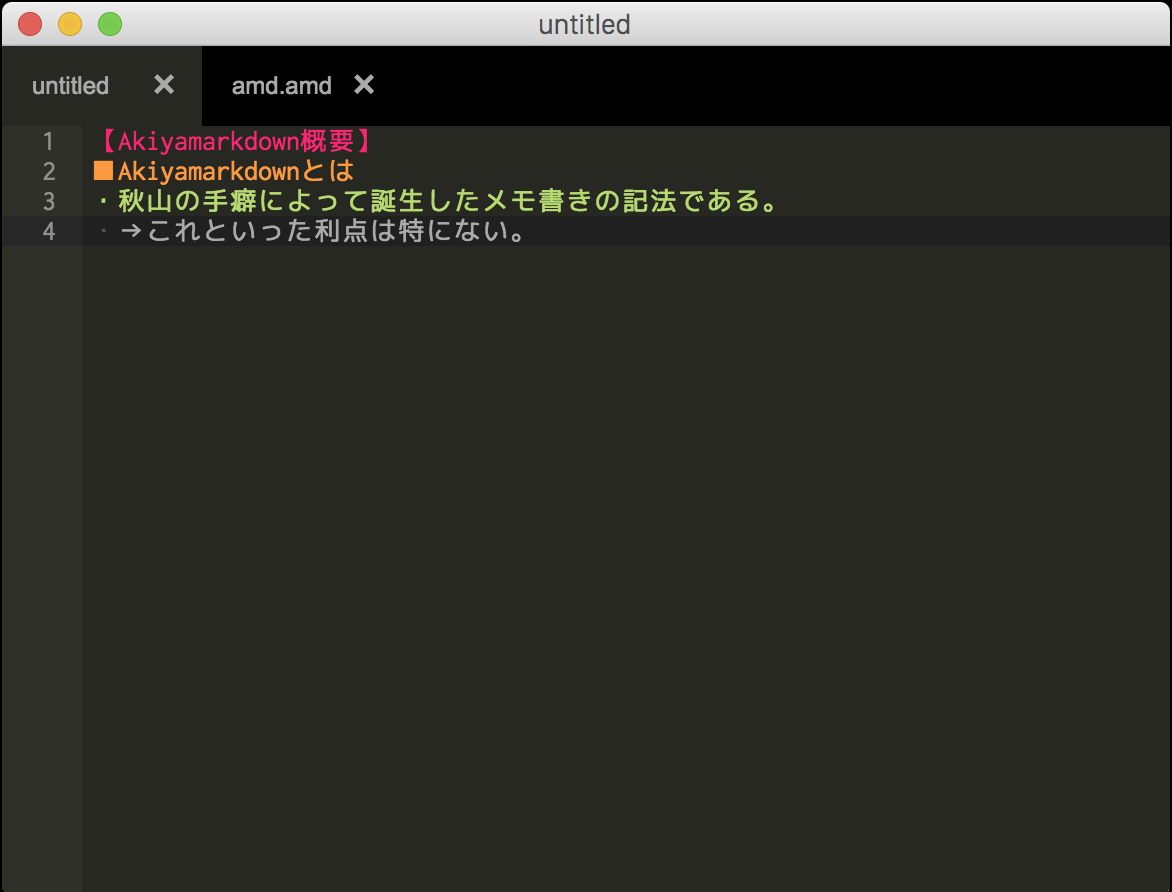 untitled
untitled ✕ amd.amd ✕
1 【Akiyamarkdown概要】
2 ■Akiyamarkdownとは
3 ・秋山の手癖によって誕生したメモ書きの記法である。
4 ・→これといった利点は特にない。